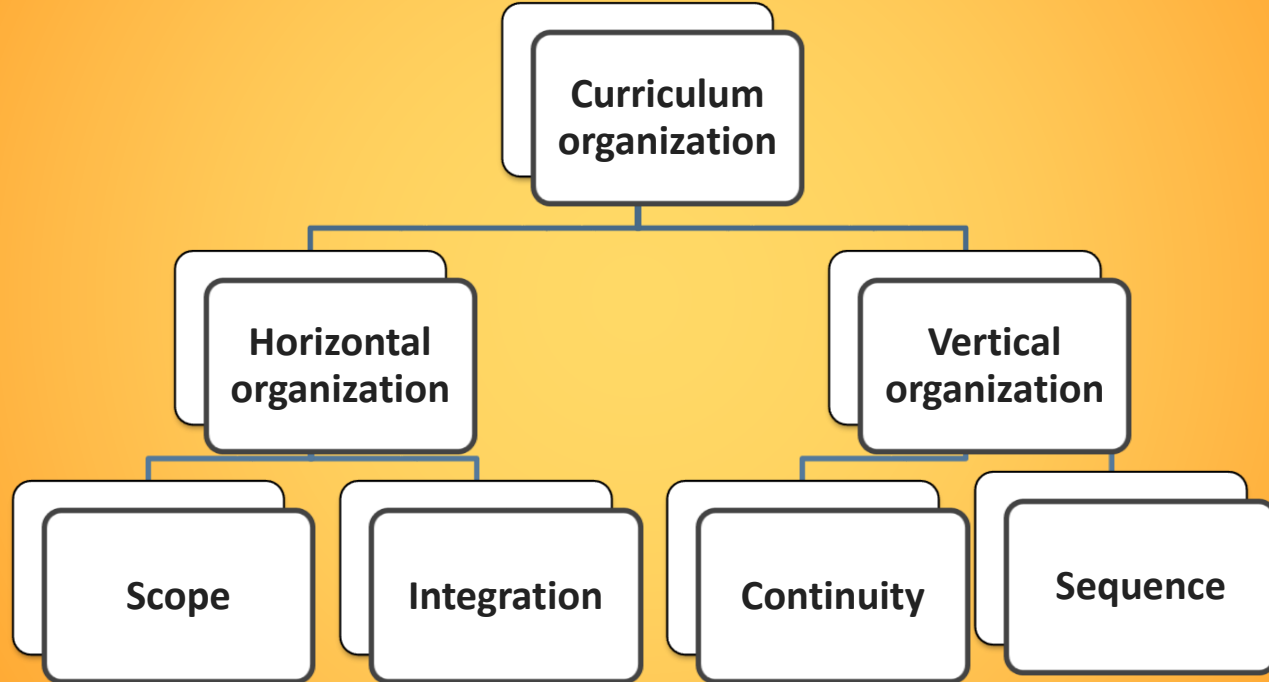 Curriculum
organization
Horizontal
organization
Vertical
organization
Scope
Integration
Continuity
Sequence